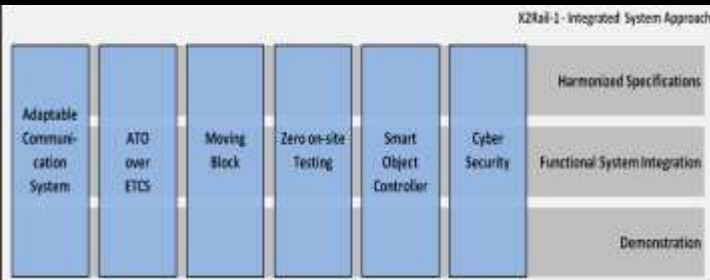 X2Rail-1 - Integrated System Approach
Adaptable
Communi-
cation
System
ATO
over
ETCS
Moving
Block
Zero on-site
Testing
Smart
Object
Controller
Cyber
Security
Harmonized Specifications
Functional System Integration
Demonstration